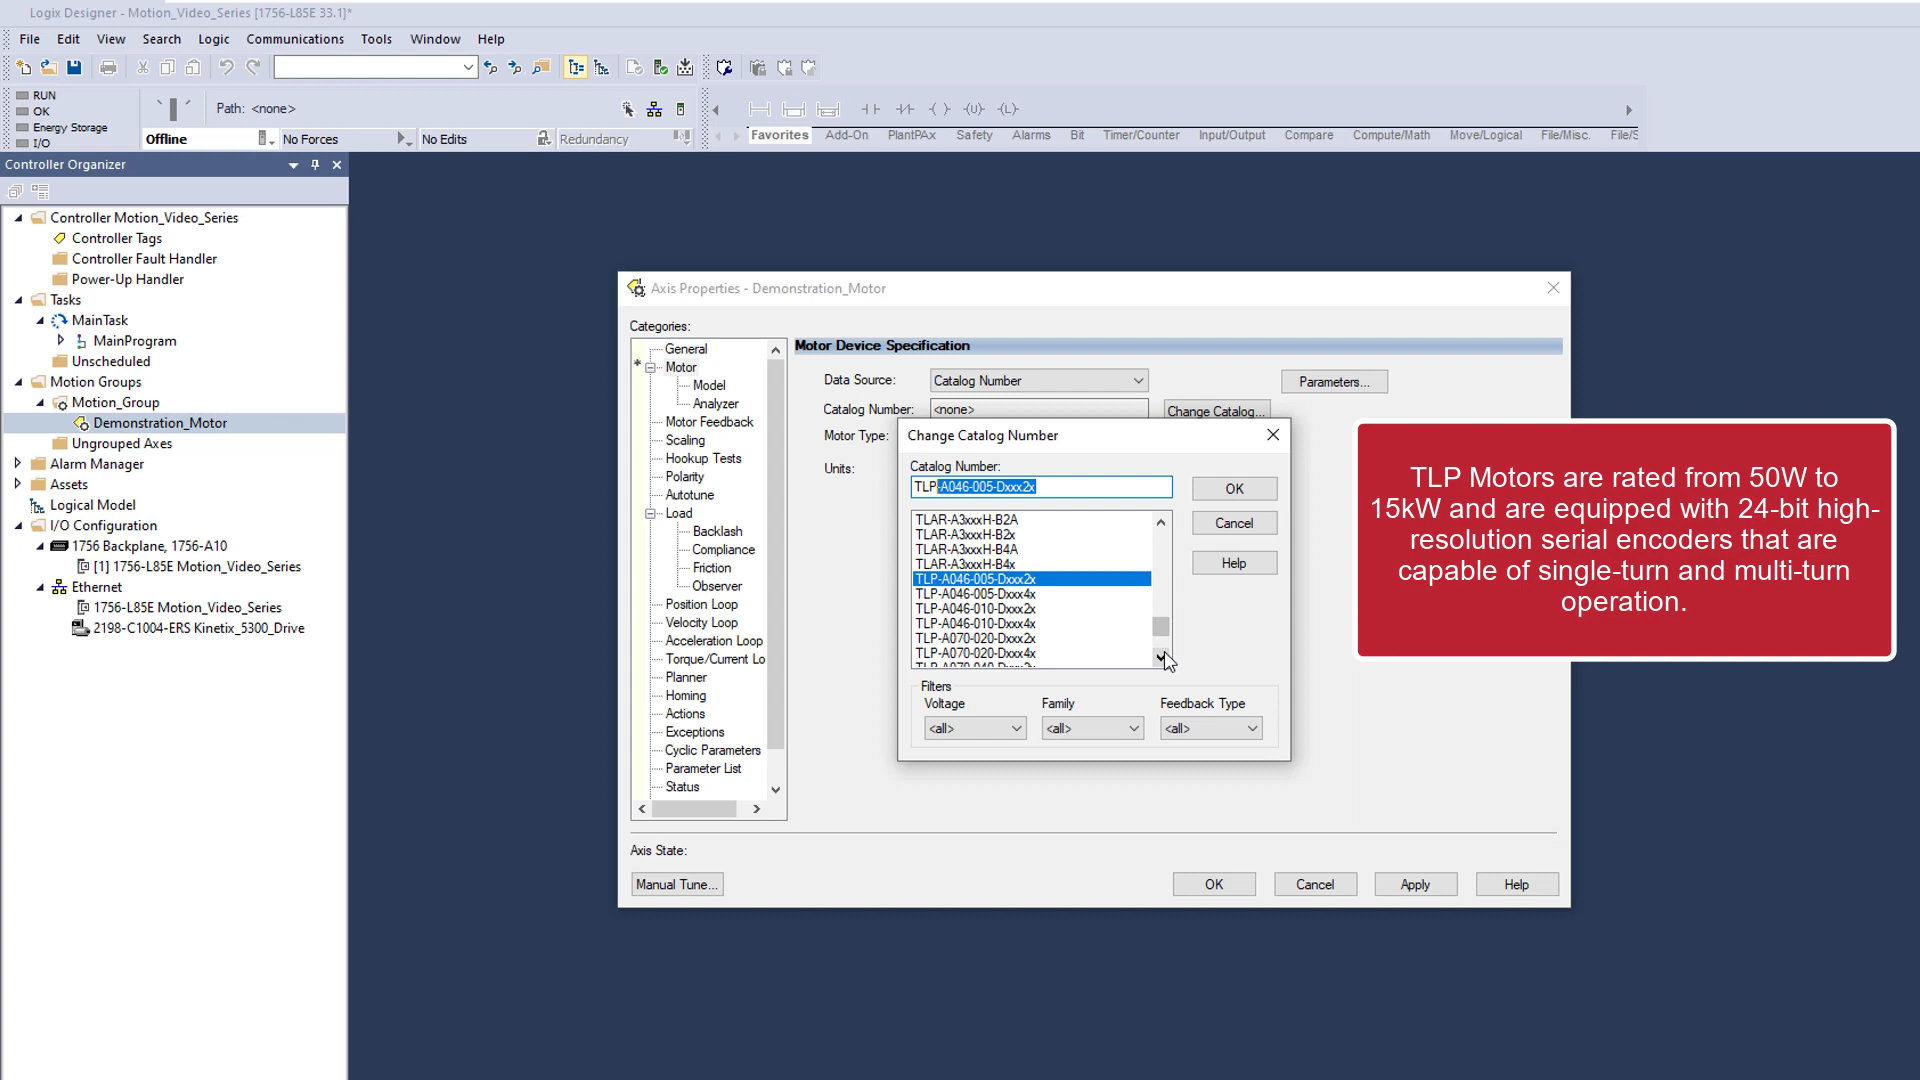 Logix Designer - Motion_Video_Series [1756-L85E 33.1]*
File Edit View Search Logic Communications Tools Window Help
RUN
OK
Energy Storage
I/O
Path: <none>
Offline
No Forces
No Edits
Redundancy
Favorites Add-On PlantPAx Safety Alarms Bit Timer/Counter Input/Output Compare Compute/Math Move/Logical File/Misc. File/S
Controller Organizer
Controller Motion_Video_Series
Controller Tags
Controller Fault Handler
Power-Up Handler
Tasks
MainTask
MainProgram
Unscheduled
Motion Groups
Motion_Group
Demonstration_Motor
Ungrouped Axes
Alarm Manager
Assets
Logical Model
I/O Configuration
1756 Backplane, 1756-A10
[1] 1756-L85E Motion_Video_Series
Ethernet
1756-L85E Motion_Video_Series
2198-C1004-ERS Kinetix_5300_Drive
Axis Properties - Demonstration_Motor
Categories:
General
* Motor
Model
Analyzer
Motor Feedback
Scaling
Hookup Tests
Polarity
Autotune
Load
Backlash
Compliance
Friction
Observer
Position Loop
Velocity Loop
Acceleration Loop
Torque/Current Lo
Planner
Homing
Actions
Exceptions
Cyclic Parameters
Parameter List
Status
Motor Device Specification
Data Source: Catalog Number
Parameters...
Catalog Number: <none>
Change Catalog...
Motor Type:
Units:
Change Catalog Number
Catalog Number:
TLP-A046-005-Dxxx2x
OK
Cancel
Help
TLAR-A3xxxH-B2A
TLAR-A3xxxH-B2x
TLAR-A3xxxH-B4A
TLAR-A3xxxH-B4x
TLP-A046-005-Dxxx2x
TLP-A046-005-Dxxx4x
TLP-A046-010-Dxxx2x
TLP-A046-010-Dxxx4x
TLP-A070-020-Dxxx2x
TLP-A070-020-Dxxx4x
TLP-A070-040-Dxxx2x
Filters
Voltage Family Feedback Type
<all> <all> <all>
Axis State:
Manual Tune...
OK Cancel Apply Help
TLP Motors are rated from 50W to
15kW and are equipped with 24-bit high-
resolution serial encoders that are
capable of single-turn and multi-turn
operation.